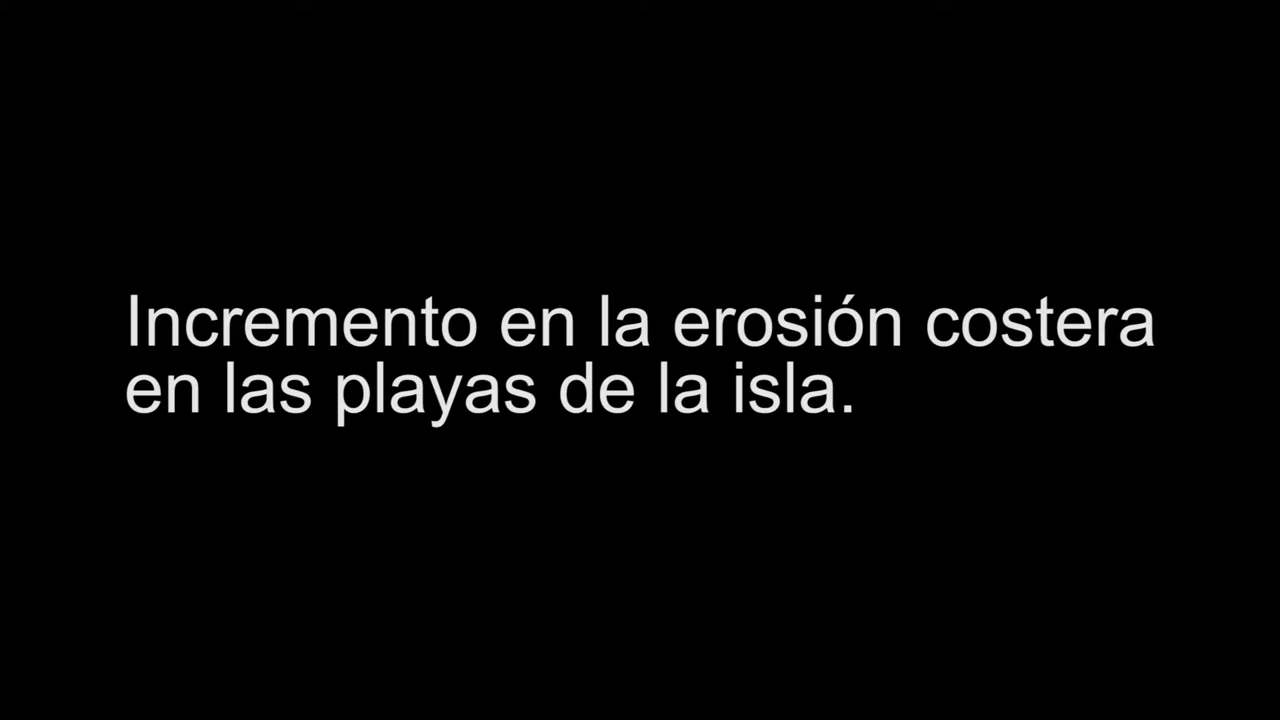 Incremento en la erosión costera
en las playas de la isla.